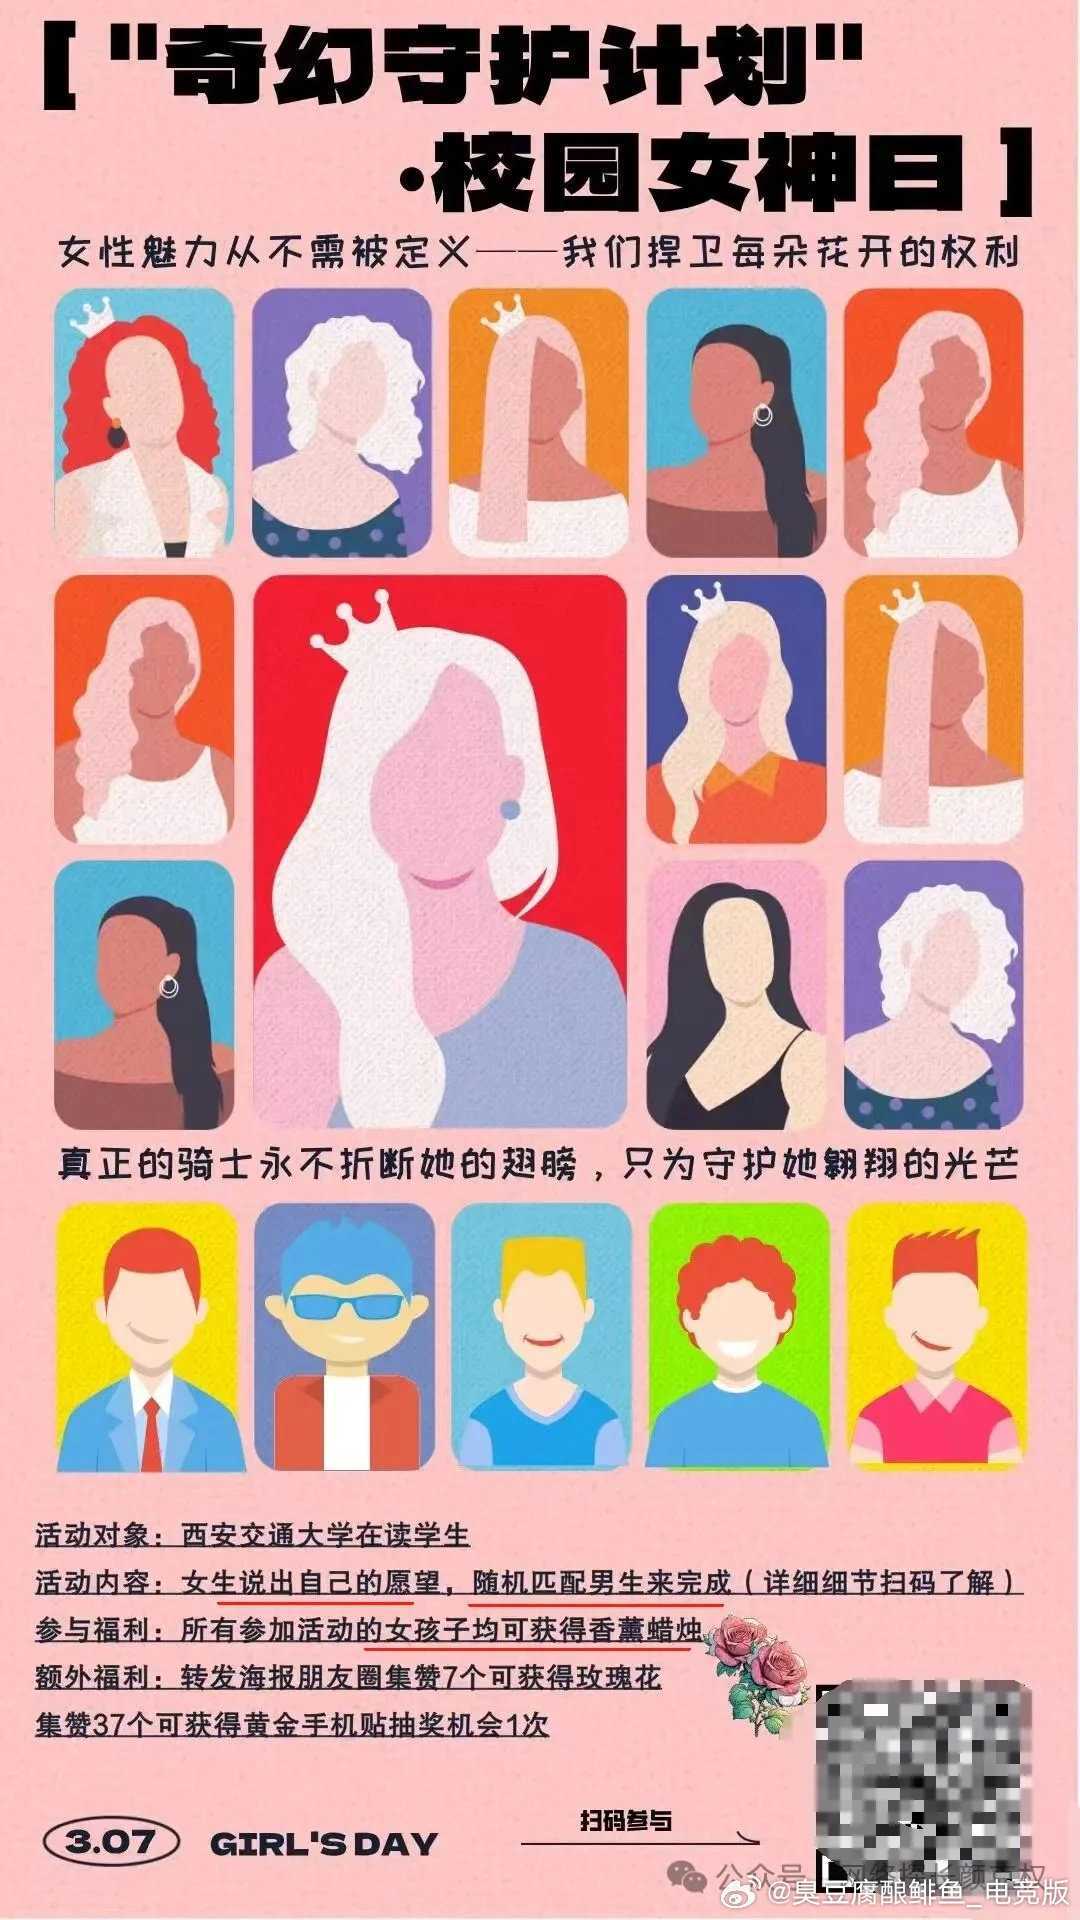 ["奇幻守护计划"
·校园女神日]
女性魅力从不需被定义——我们捍卫每朵花开的权利
真正的骑士永不折断她的翅膀，只为守护她翱翔的光芒
活动对象：西安交通大学在读学生
活动内容：女生说出自己的愿望，随机匹配男生来完成（详细细节扫码了解）
参与福利：所有参加活动的女孩子均可获得香薰蜡烛
额外福利：转发海报朋友圈集赞7个可获得玫瑰花
集赞37个可获得黄金手机贴抽奖机会1次
扫码参与
3.07 GIRL'S DAY
公众号
@臭豆腐酿鲱鱼_电竞版